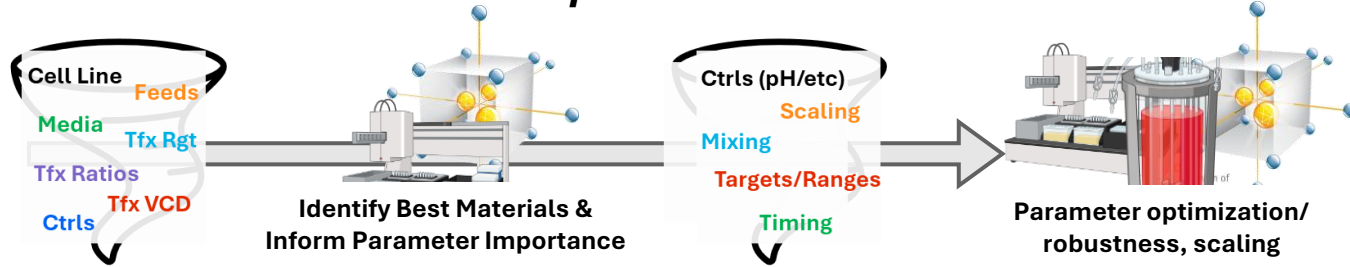 Cell Line
Feeds
Media
Tfx Rgt
Tfx Ratios
Tfx VCD
Ctrls
Identify Best Materials &
Inform Parameter Importance
Ctrls (pH/etc)
Scaling
Mixing
Targets/Ranges
Timing
of
Parameter optimization/
robustness, scaling